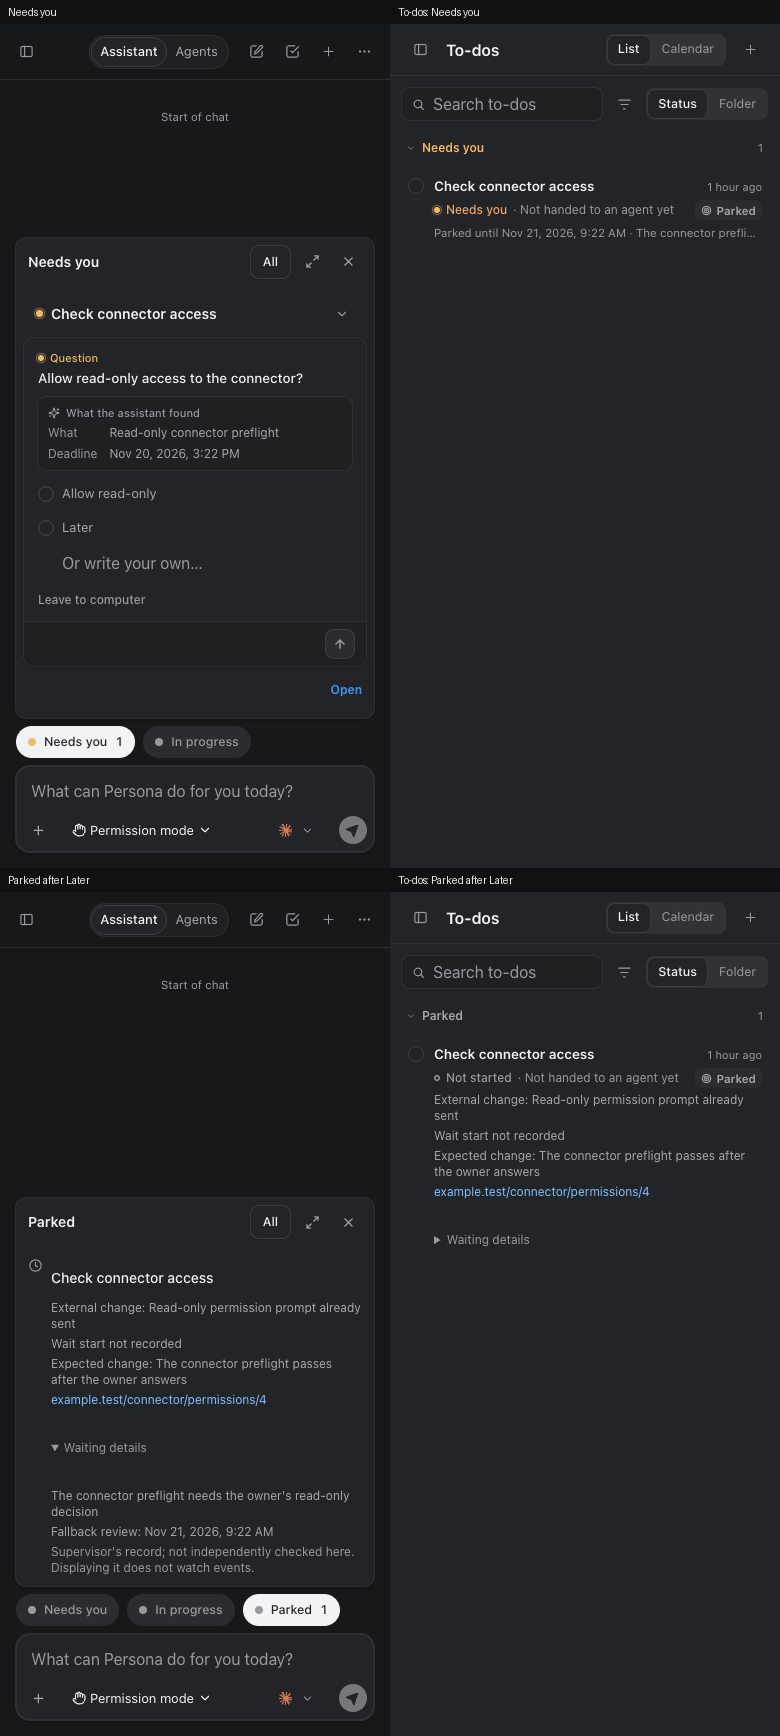 Needs you
Assistant
Agents
Start of chat
Needs you
All
Check connector access
Question
Allow read-only access to the connector?
What the assistant found
What Read-only connector preflight
Deadline Nov 20, 2026, 3:22 PM
Allow read-only
Later
Or write your own...
Leave to computer
Open
Needs you 1
In progress
What can Persona do for you today?
Permission mode
To-dos: Needs you
To-dos
List
Calendar
Search to-dos
Status
Folder
Needs you 1
Check connector access 1 hour ago
Needs you · Not handed to an agent yet Parked
Parked until Nov 21, 2026, 9:22 AM · The connector prefli...
Parked after Later
Assistant
Agents
Start of chat
Parked
All
Check connector access
External change: Read-only permission prompt already
sent
Wait start not recorded
Expected change: The connector preflight passes
after the owner answers
example.test/connector/permissions/4
Waiting details
The connector preflight needs the owner's read-only
decision
Fallback review: Nov 21, 2026, 9:22 AM
Supervisor's record; not independently checked here.
Displaying it does not watch events.
Needs you
In progress
Parked 1
What can Persona do for you today?
Permission mode
To-dos: Parked after Later
To-dos
List
Calendar
Search to-dos
Status
Folder
Parked 1
Check connector access 1 hour ago
Not started · Not handed to an agent yet Parked
External change: Read-only permission prompt already
sent
Wait start not recorded
Expected change: The connector preflight passes after
the owner answers
example.test/connector/permissions/4
Waiting details